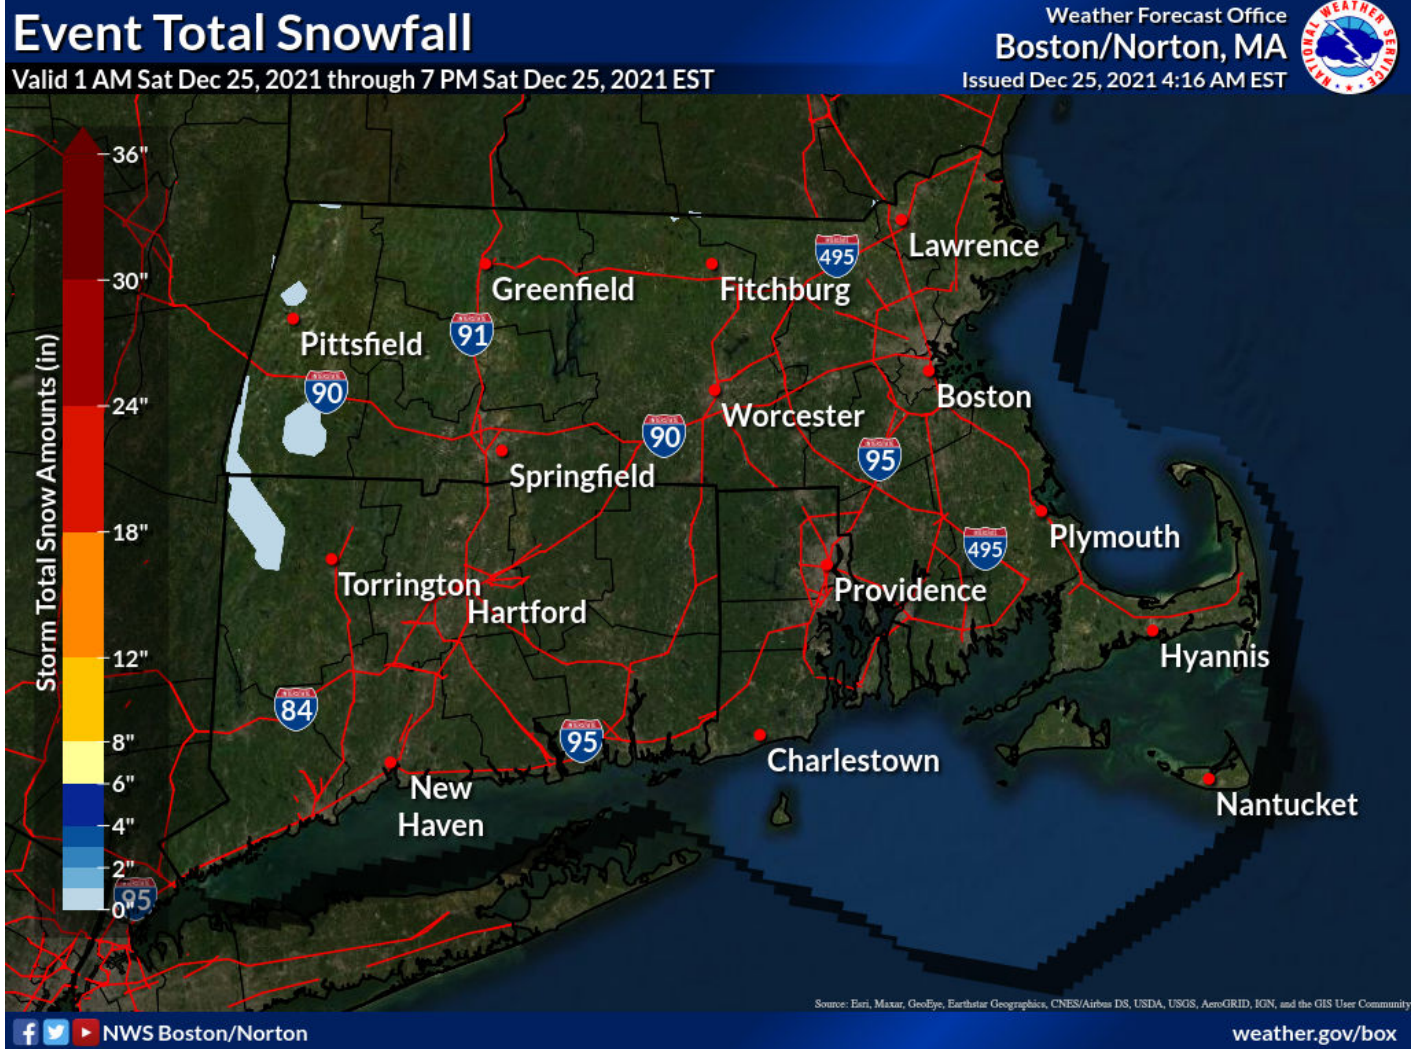 Event Total Snowfall
Valid 1 AM Sat Dec 25, 2021 through 7 PM Sat Dec 25, 2021 EST
Weather Forecast Office
Boston/Norton, MA
Issued Dec 25, 2021 4:16 AM EST
NATIONAL WEATHER SERVICE
Storm Total Snow Amounts (in)
36"
30"
24"
18"
12"
8"
6"
4"
2"
0"
Lawrence
495
Greenfield
Fitchburg
91
Pittsfield
90
Boston
Worcester
90
95
Springfield
Plymouth
495
Torrington
Providence
Hartford
Hyannis
84
95
Charlestown
New
Haven
Nantucket
95
Source: Esri, Maxar, GeoEye, Earthstar Geographics, CNES/Airbus DS, USDA, USGS, AeroGRID, IGN, and the GIS User Community
NWS Boston/Norton
weather.gov/box